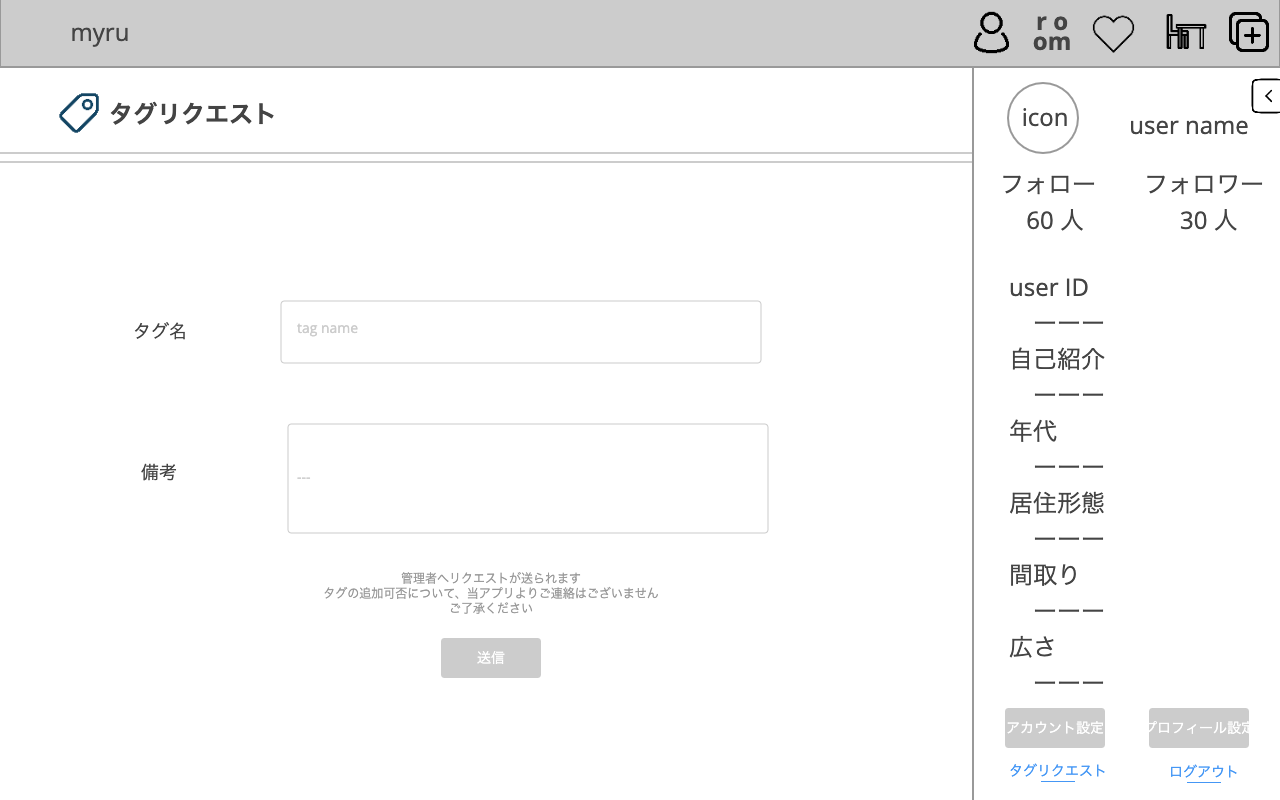 myru
r o
om
タグリクエスト
タグ名
tag name
備考
---
管理者へリクエストが送られます
タグの追加可否について、当アプリよりご連絡はございません
ご了承ください
送信
icon
user name
フォロー
フォロワー
60 人
30 人
user ID
ーーー
自己紹介
ーーー
年代
ーーー
居住形態
ーーー
間取り
ーーー
広さ
ーーー
アカウント設定
プロフィール設定
タグリクエスト
ログアウト